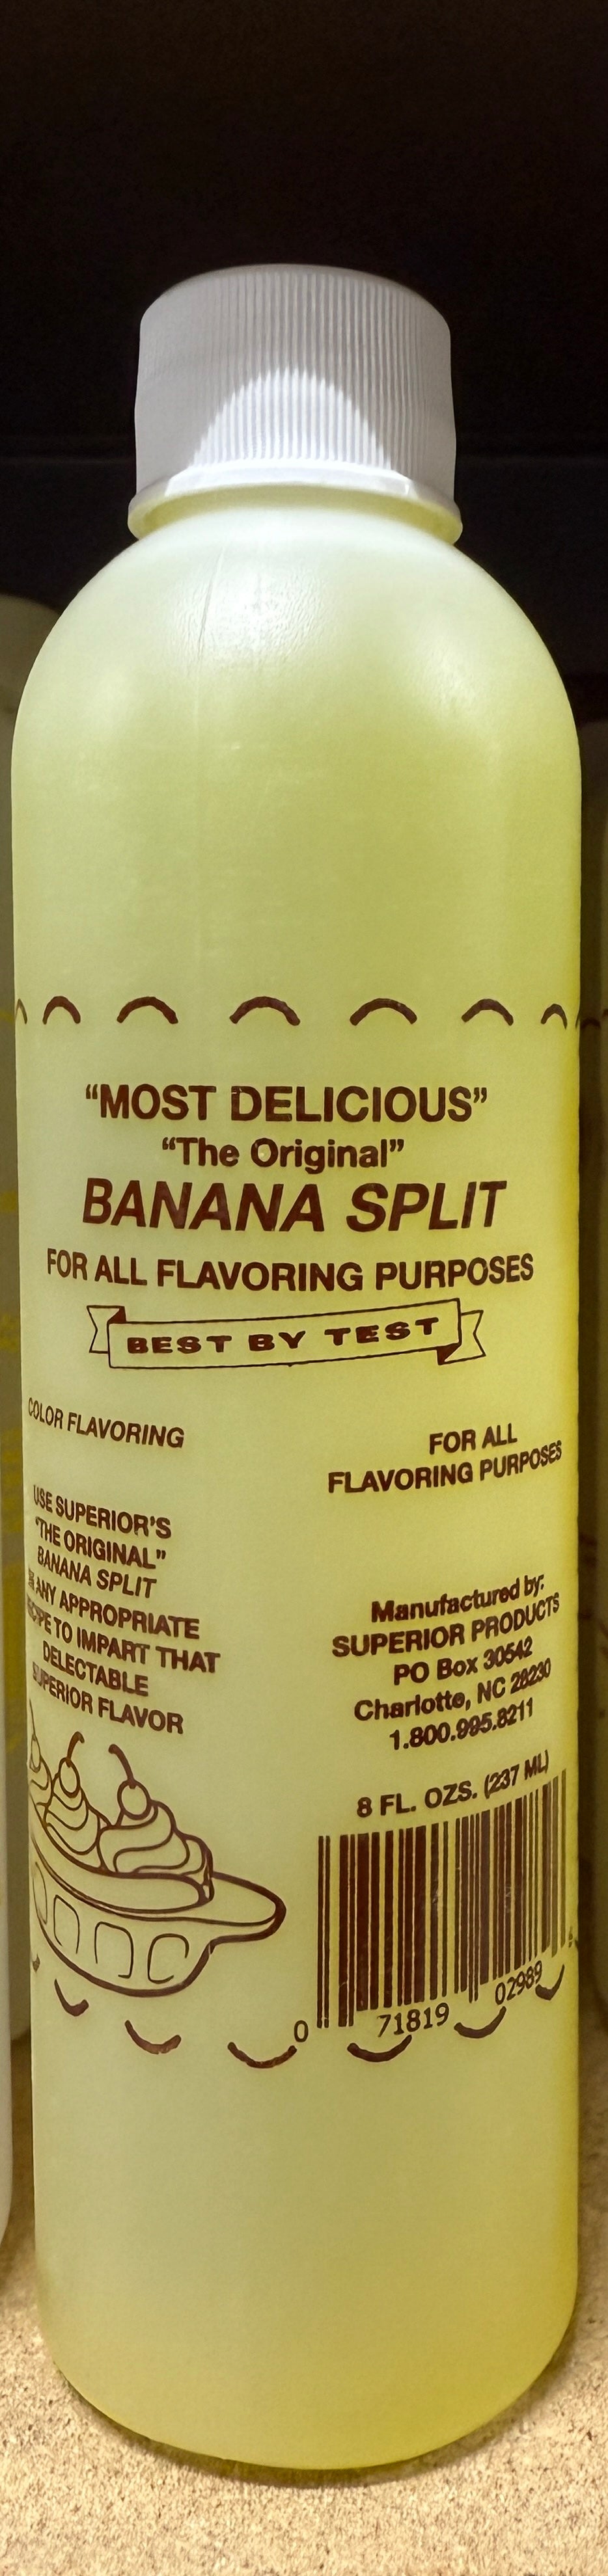 “MOST DELICIOUS”
“The Original”
BANANA SPLIT
FOR ALL FLAVORING PURPOSES
BEST BY TEST
COLOR FLAVORING
USE SUPERIOR'S
“THE ORIGINAL”
BANANA SPLIT
ANY APPROPRIATE
TO IMPART THAT
DELECTABLE
SUPERIOR FLAVOR
FOR ALL
FLAVORING PURPOSES
Manufactured by:
SUPERIOR PRODUCTS
PO Box 30542
Charlotte, NC 28230
1.800.995.8211
8 FL. OZS. (237 ML)
0 71819 02989